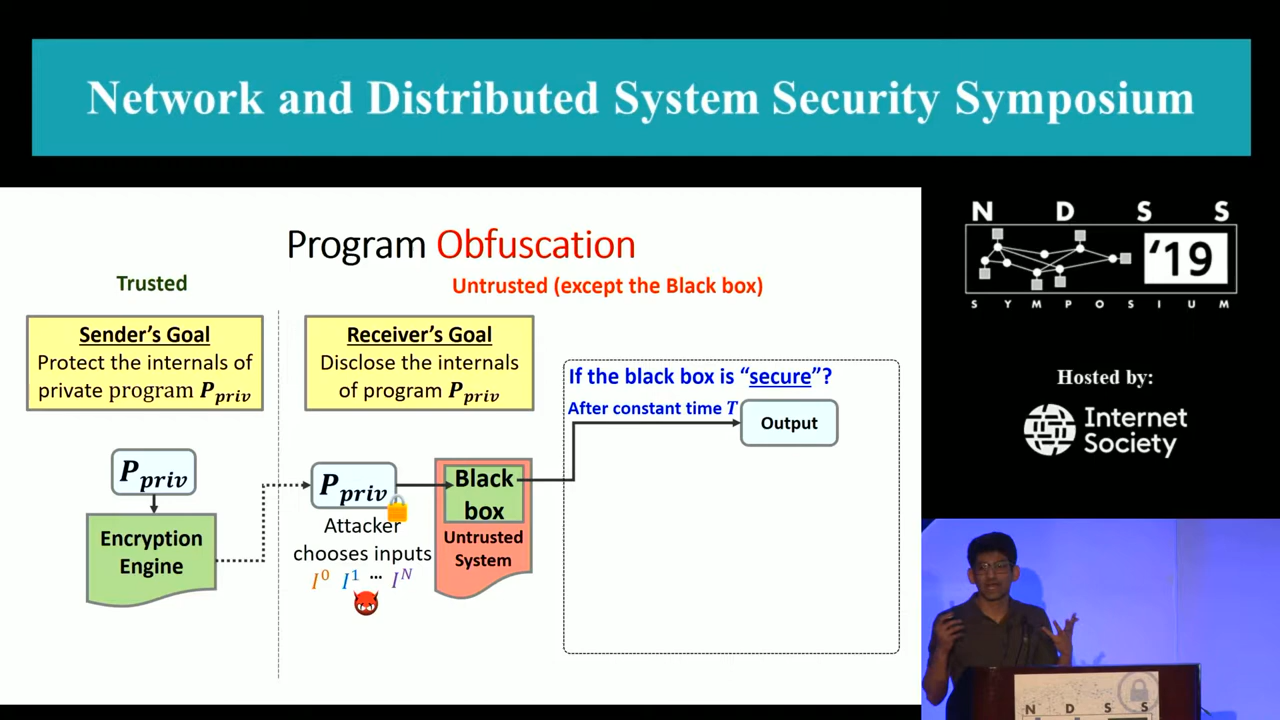 Network and Distributed System Security Symposium
Program Obfuscation
Trusted
Untrusted (except the Black box)
Sender's Goal
Protect the internals of
private program P_priv
Receiver's Goal
Disclose the internals
of program P_priv
If the black box is "secure"?
After constant time T
Output
P_priv
Encryption
Engine
P_priv
Attacker
chooses inputs
I^0 I^1 ... I^N
Black
box
Untrusted
System
N D S S
'19
SYMPOSIUM
Hosted by:
Internet
Society
N D S S